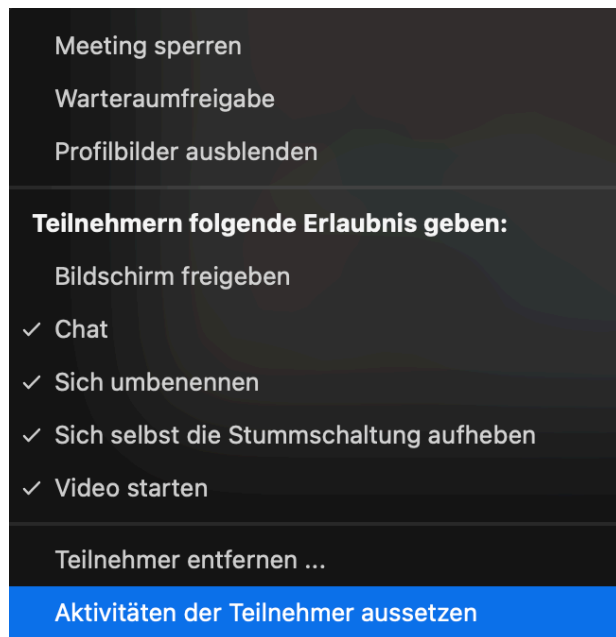 Meeting sperren
Warteraumfreigabe
Profilbilder ausblenden
Teilnehmern folgende Erlaubnis geben:
Bildschirm freigeben
✓ Chat
✓ Sich umbenennen
✓ Sich selbst die Stummschaltung aufheben
✓ Video starten
Teilnehmer entfernen ...
Aktivitäten der Teilnehmer aussetzen